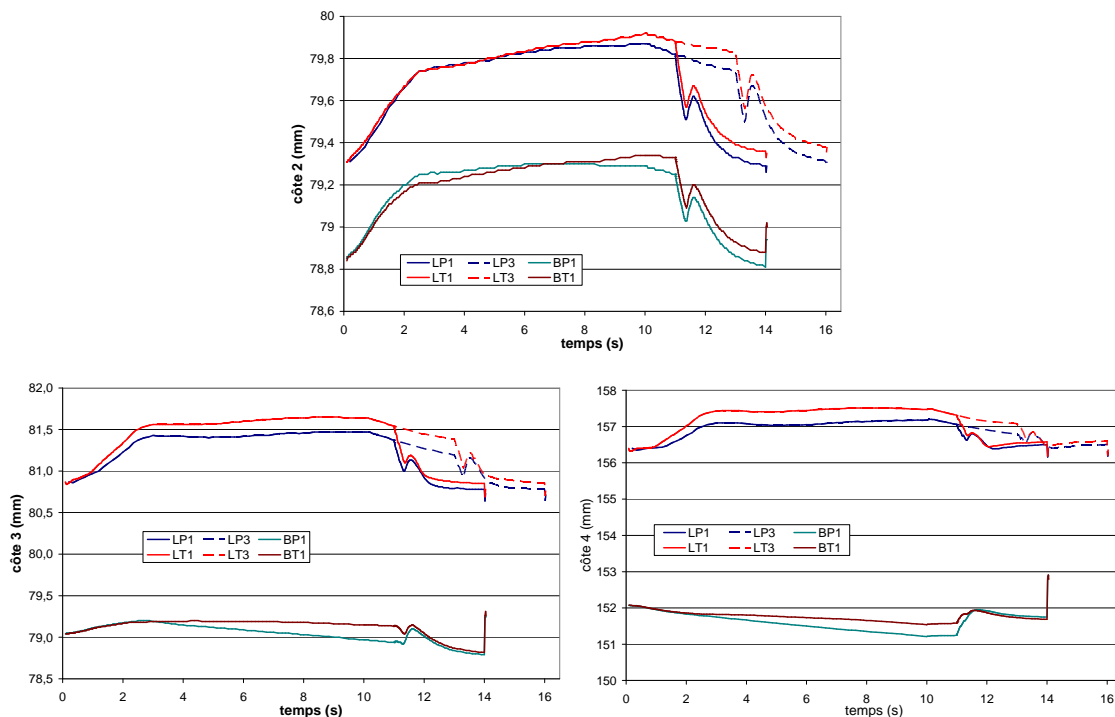 80
79,8
79,6
79,4
79,2
79
78,8
78,6
côte 2 (mm)
LP1 LP3 BP1
LT1 LT3 BT1
0 2 4 6 8 10 12 14 16
temps (s)
82,0
81,5
81,0
80,5
80,0
79,5
79,0
78,5
côte 3 (mm)
LP1 LP3 BP1
LT1 LT3 BT1
0 2 4 6 8 10 12 14 16
temps (s)
158
157
156
155
154
153
152
151
150
côte 4 (mm)
LP1 LP3 BP1
LT1 LT3 BT1
0 2 4 6 8 10 12 14 16
temps (s)